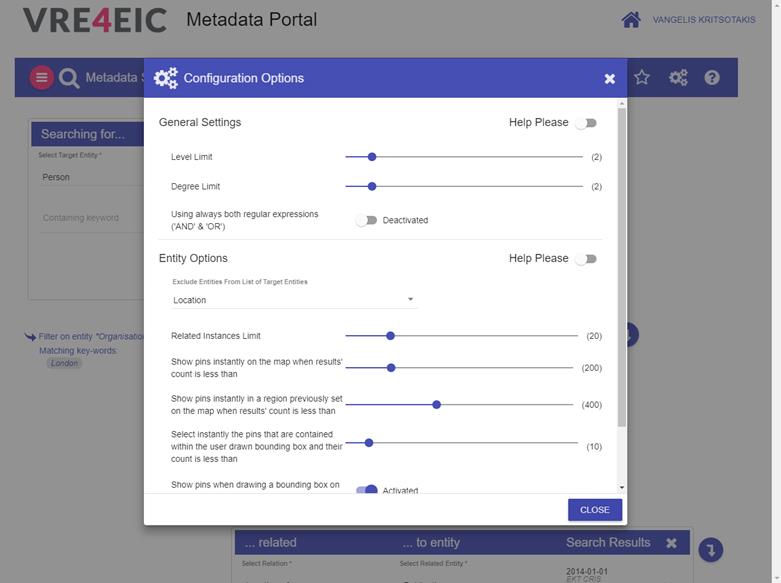 VRE4EIC Metadata Portal
VANGELIS KRITSOTAKIS
Metadata S
Configuration Options
Searching for...
Select Target Entity *
Person
Containing keyword
Filter on entity "Organisation
Matching key-words:
London
General Settings
Help Please
Level Limit
(2)
Degree Limit
(2)
Using always both regular expressions
('AND' & 'OR')
Deactivated
Entity Options
Help Please
Exclude Entities From List of Target Entities
Location
Related Instances Limit
(20)
Show pins instantly on the map when results'
count is less than
(200)
Show pins instantly in a region previously set
on the map when results' count is less than
(400)
Select instantly the pins that are contained
within the user drawn bounding box and their
count is less than
(10)
Show pins when drawing a bounding box on
Activated
CLOSE
... related
... to entity
Search Results
Select Relation *
Select Related Entity *
2014-01-01
EKT CRIS